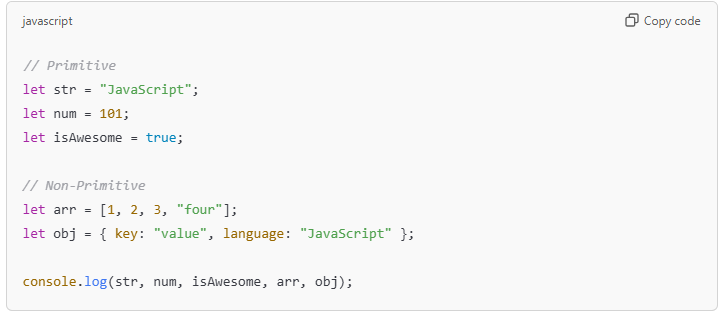 javascript
Copy code
// Primitive
let str = "JavaScript";
let num = 101;
let isAwesome = true;
// Non-Primitive
let arr = [1, 2, 3, "four"];
let obj = { key: "value", language: "JavaScript" };
console.log(str, num, isAwesome, arr, obj);